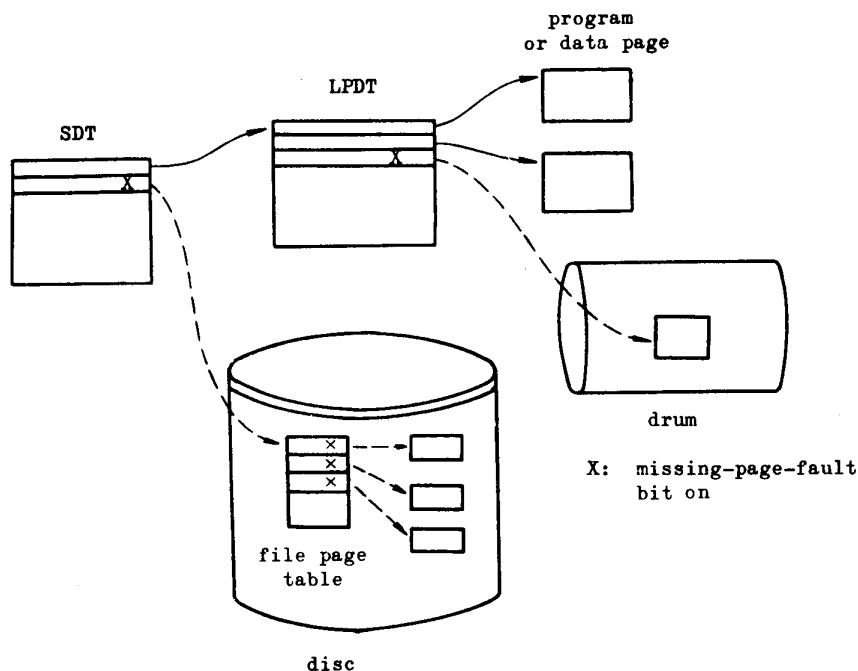 program
or data page
LPDT
SDT
X
X
drum
X: missing-page-fault
bit on
×
×
×
file page
table
disc